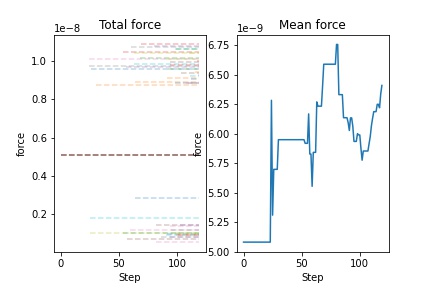 Total force
Mean force
1e−8
1e−9
force
1.0
0.8
0.6
0.4
0.2
0
50
100
Step
force
6.75
6.50
6.25
6.00
5.75
5.50
5.25
5.00
0
50
100
Step